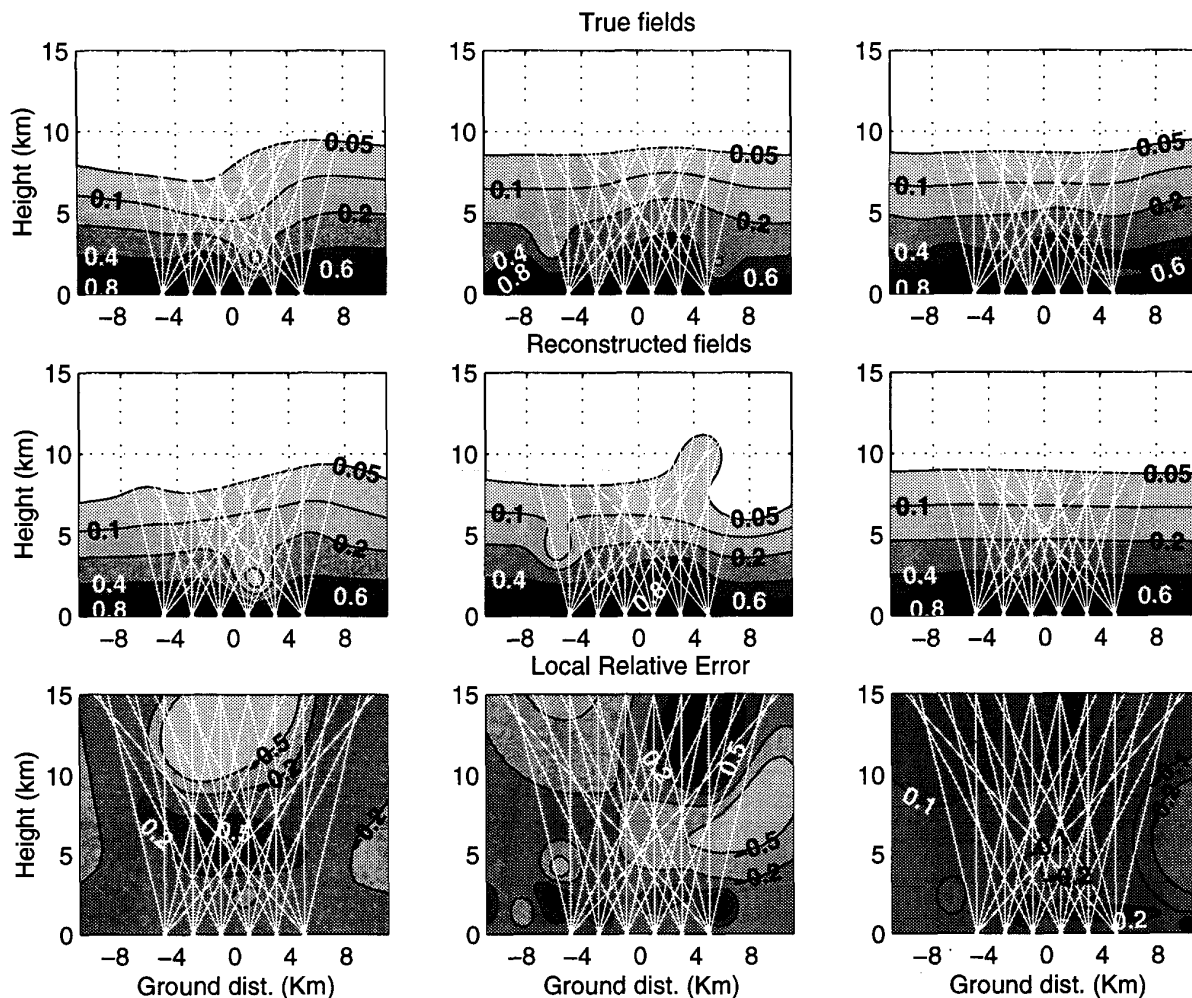 True fields
15 15 15
10 10 10
5 5 5
0 0 0
Height (km)
0.05 0.05 0.05
0.1 0.1 0.1
0.2 0.2 0.2
0.4 0.4 0.4
0.6 0.6 0.6
0.8 0.8 0.8
−8 −4 0 4 8 −8 −4 0 4 8 −8 −4 0 4 8
Reconstructed fields
15 15 15
10 10 10
5 5 5
0 0 0
Height (km)
0.05 0.05 0.05
0.1 0.1 0.1
0.2 0.2 0.2
0.4 0.4 0.4
0.6 0.6 0.6
0.8 0.8 0.8
−8 −4 0 4 8 −8 −4 0 4 8 −8 −4 0 4 8
Local Relative Error
15 15 15
10 10 10
5 5 5
0 0 0
Height (km)
−0.5 0.2 0.5 0.1
−0.2 −0.5 −0.2
0.2 0.5 −0.2 −0.1
−0.2 −0.2 0.2
−8 −4 0 4 8 −8 −4 0 4 8 −8 −4 0 4 8
Ground dist. (Km) Ground dist. (Km) Ground dist. (Km)